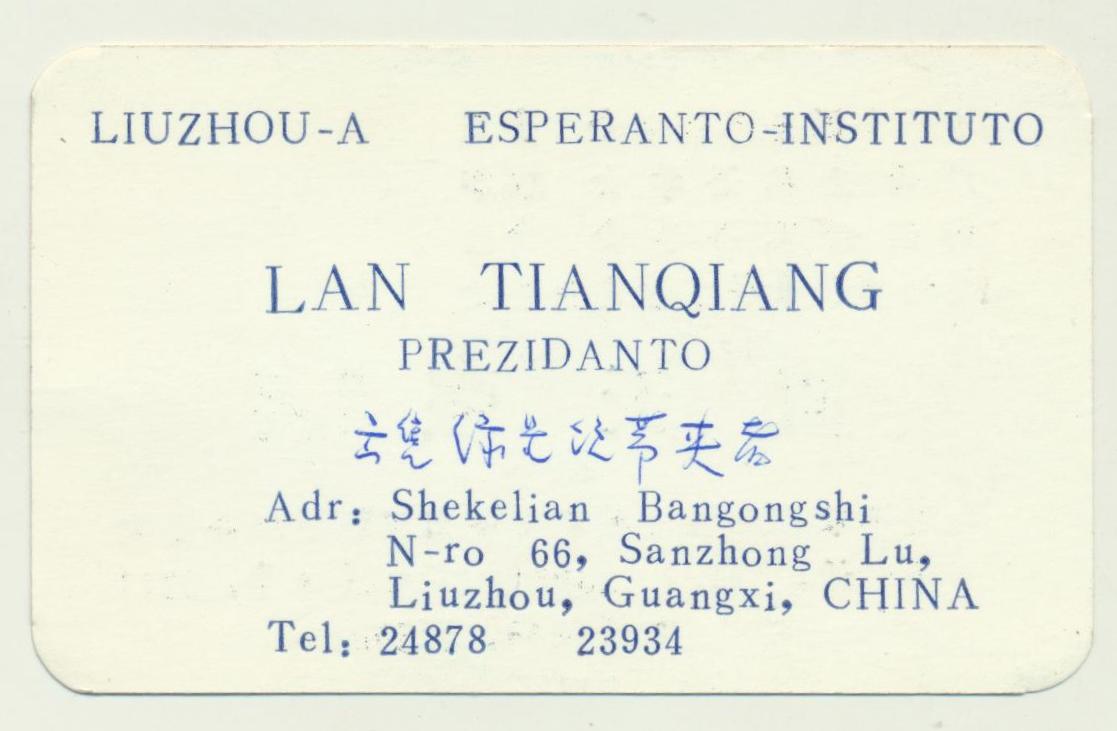 LIUZHOU-A ESPERANTO-INSTITUTO
LAN TIANQIANG
PREZIDANTO
Adr: Shekelian Bangongshi
N-ro 66, Sanzhong Lu,
Liuzhou, Guangxi, CHINA
Tel: 24878 23934